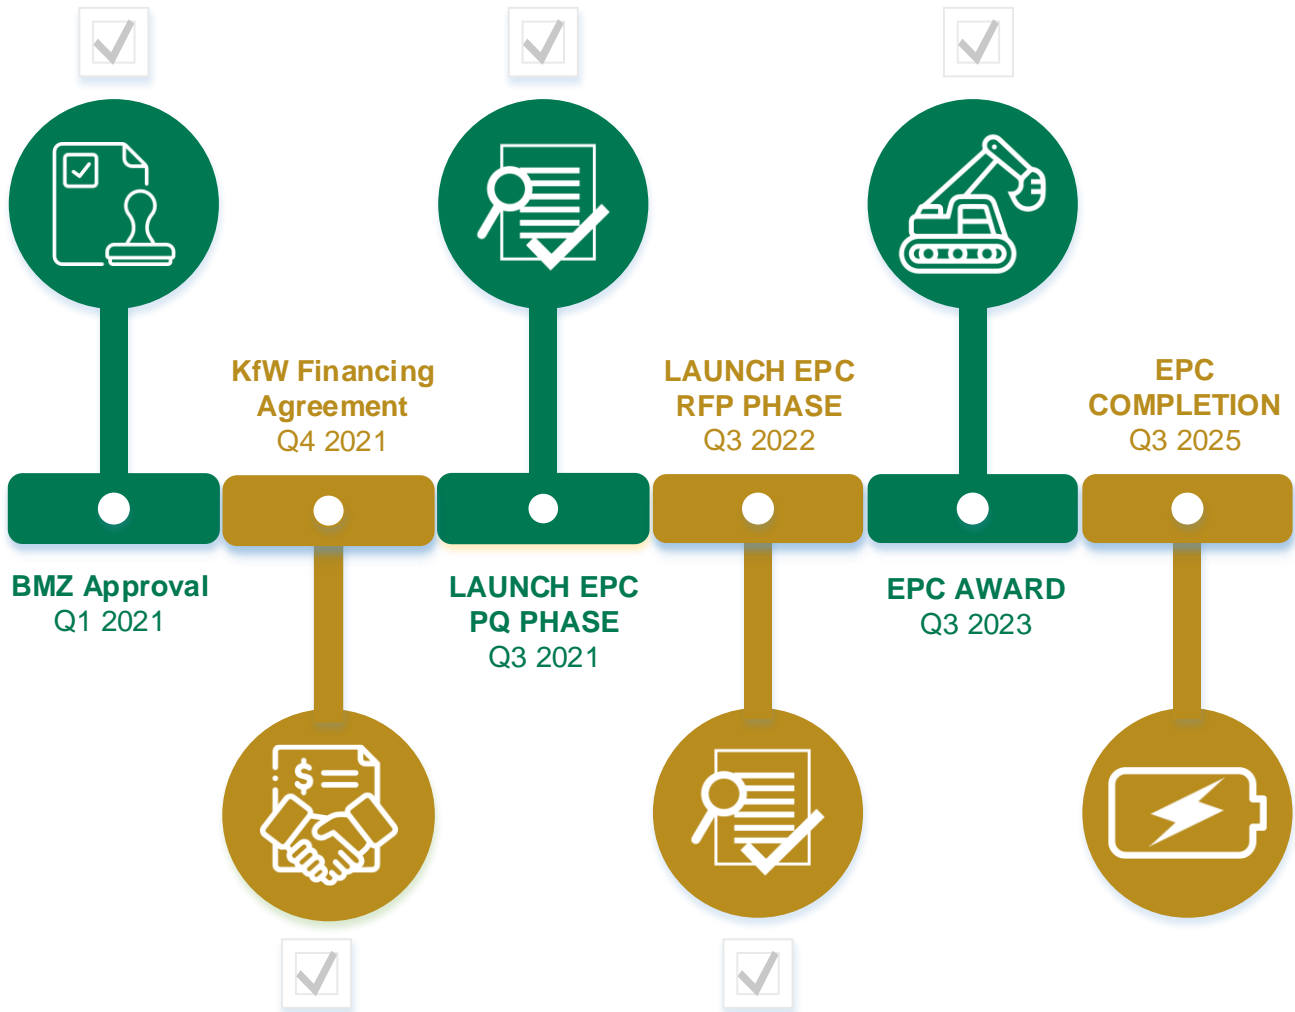 BMZ Approval
Q1 2021
KfW Financing
Agreement
Q4 2021
$
LAUNCH EPC
PQ PHASE
Q3 2021
LAUNCH EPC
RFP PHASE
Q3 2022
EPC AWARD
Q3 2023
EPC
COMPLETION
Q3 2025